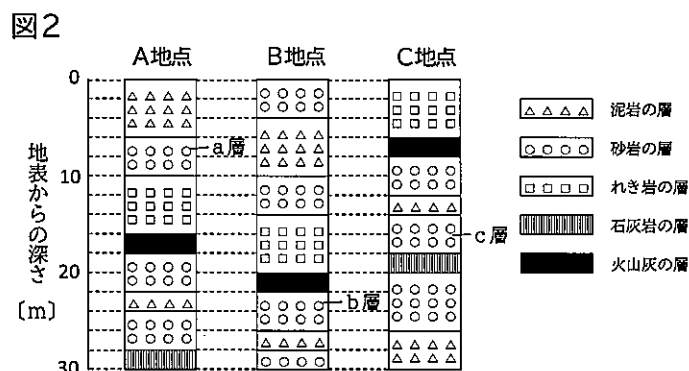 図2
A地点
B地点
C地点
0
10
20
30
地表からの深さ
〔m〕
a層
b層
c層
泥岩の層
砂岩の層
れき岩の層
石灰岩の層
火山灰の層